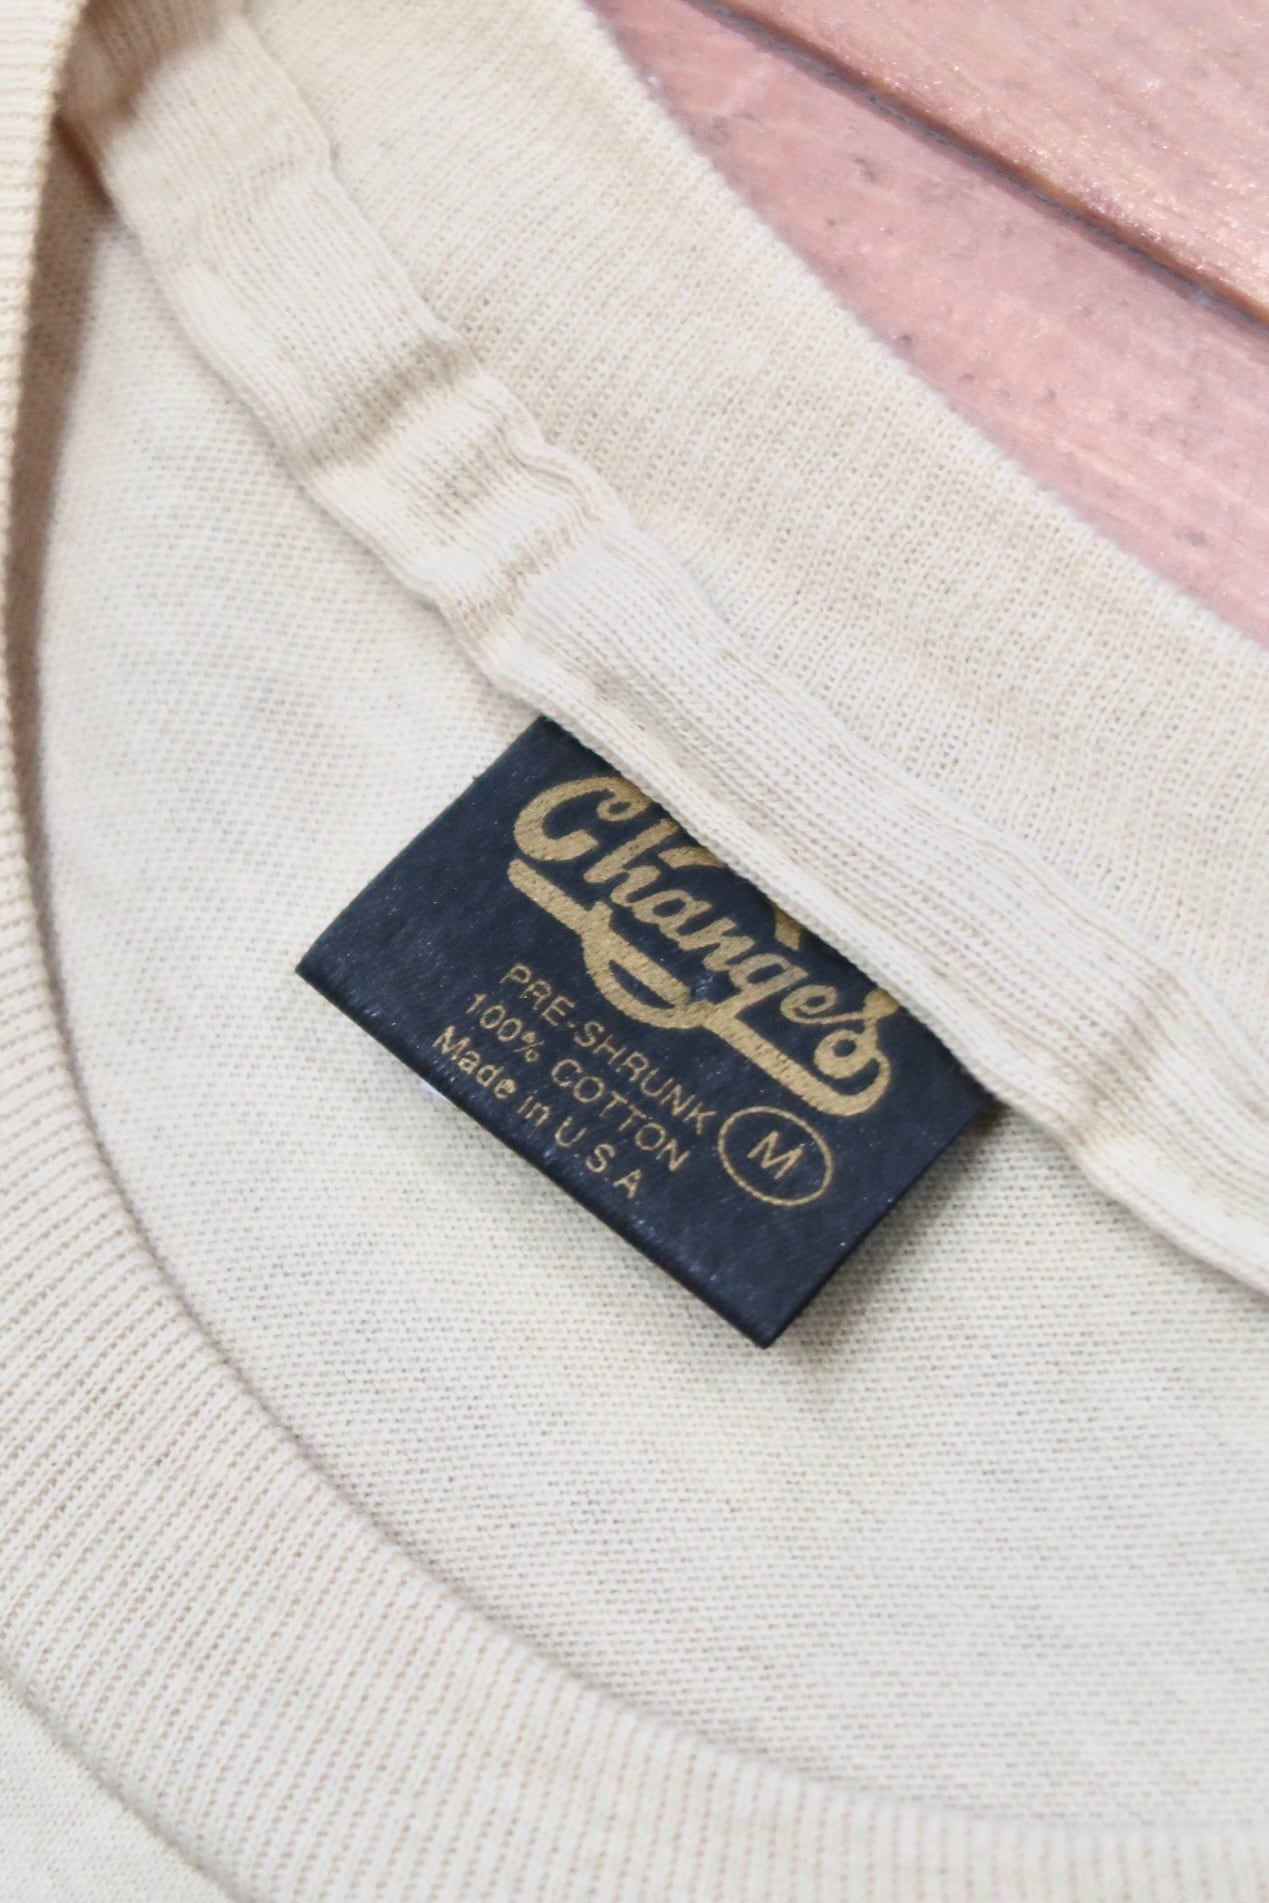 Changes
PRE-SHRUNK
100% COTTON
Made in U.S.A
M